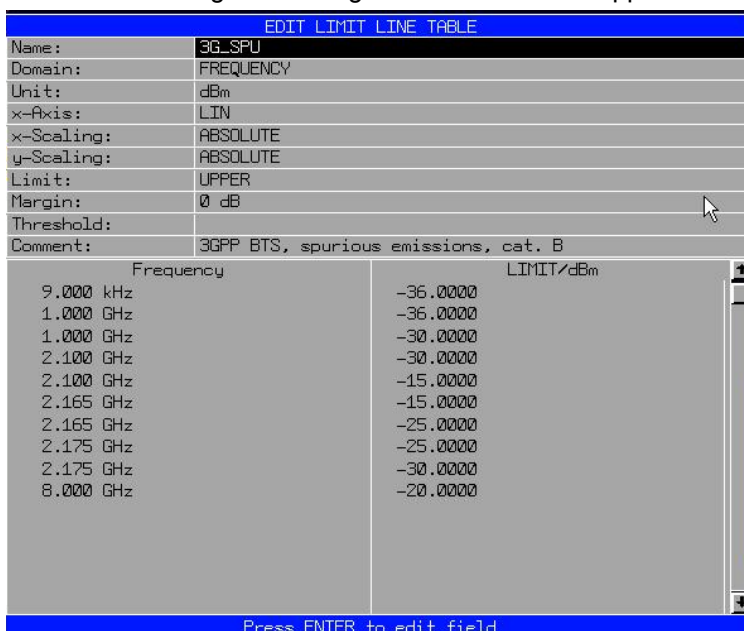 EDIT LIMIT LINE TABLE
Name: 3G_SPU
Domain: FREQUENCY
Unit: dBm
x-Axis: LIN
x-Scaling: ABSOLUTE
y-Scaling: ABSOLUTE
Limit: UPPER
Margin: 0 dB
Threshold:
Comment: 3GPP BTS, spurious emissions, cat. B
Frequency LIMIT/dBm
9.000 kHz -36.0000
1.000 GHz -36.0000
1.000 GHz -30.0000
2.100 GHz -30.0000
2.100 GHz -15.0000
2.165 GHz -15.0000
2.165 GHz -25.0000
2.175 GHz -25.0000
2.175 GHz -30.0000
8.000 GHz -20.0000
Press ENTER to edit field